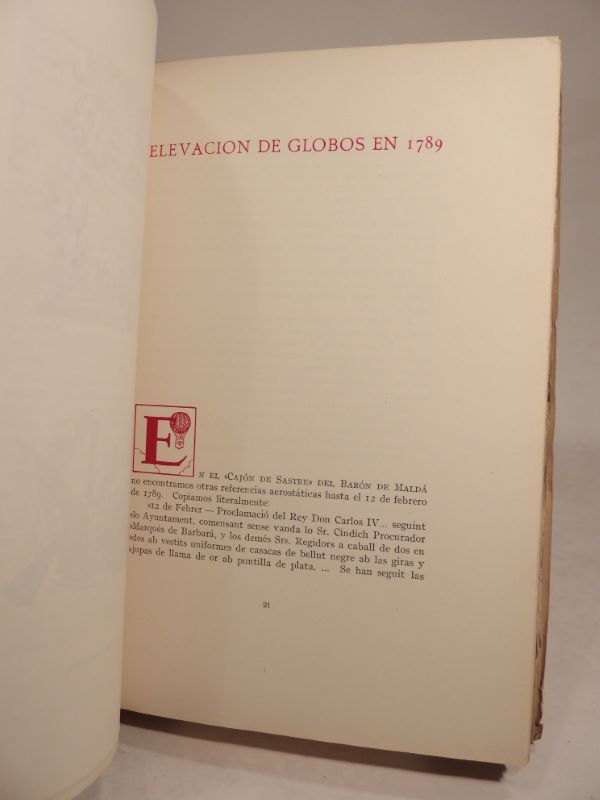 ELEVACION DE GLOBOS EN 1789
EN EL «CAJÓN DE SASTRE» DEL BARÓN DE MALDÁ
no encontramos otras referencias aerostáticas hasta el 12 de febrero
de 1789. Copiamos literalmente:
«12 de Febrer — Proclamació del Rey Don Carlos IV... seguint
»lo Ayuntament, comensant sense vanda lo Sr. Cindich Procurador
»Marqués de Barbará, y los demés Srs. Regidors a caball de dos en
»dos ab vestits uniformes de casacas de bellut negre ab las giras y
»japas de llama de or ab puntilla de plata. ... Se han seguit las
21